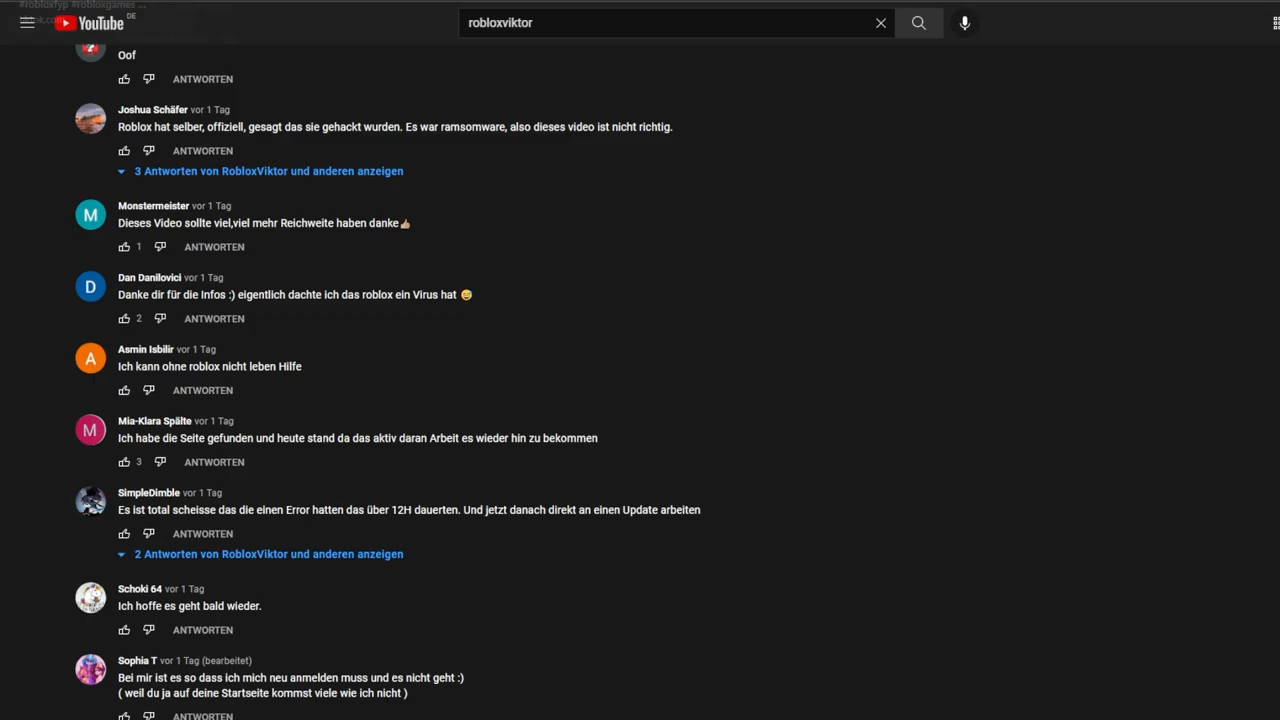 #robloxfyp #robloxgames ...
YouTube DE
robloxviktor
Oof
ANTWORTEN
Joshua Schäfer vor 1 Tag
Roblox hat selber, offiziell, gesagt das sie gehackt wurden. Es war ramsomware, also dieses video ist nicht richtig.
ANTWORTEN
3 Antworten von RobloxViktor und anderen anzeigen
M
Monstermeister vor 1 Tag
Dieses Video sollte viel,viel mehr Reichweite haben danke👍🏼
1 ANTWORTEN
D
Dan Danilovici vor 1 Tag
Danke dir für die Infos :) eigentlich dachte ich das roblox ein Virus hat 😅
2 ANTWORTEN
A
Asmin Isbilir vor 1 Tag
Ich kann ohne roblox nicht leben Hilfe
ANTWORTEN
M
Mia-Klara Spälte vor 1 Tag
Ich habe die Seite gefunden und heute stand da das aktiv daran Arbeit es wieder hin zu bekommen
3 ANTWORTEN
SimpleDimble vor 1 Tag
Es ist total scheisse das die einen Error hatten das über 12H dauerten. Und jetzt danach direkt an einen Update arbeiten
ANTWORTEN
2 Antworten von RobloxViktor und anderen anzeigen
Schoki 64 vor 1 Tag
Ich hoffe es geht bald wieder.
ANTWORTEN
Sophia T vor 1 Tag (bearbeitet)
Bei mir ist es so dass ich mich neu anmelden muss und es nicht geht :)
( weil du ja auf deine Startseite kommst viele wie ich nicht )
ANTWORTEN